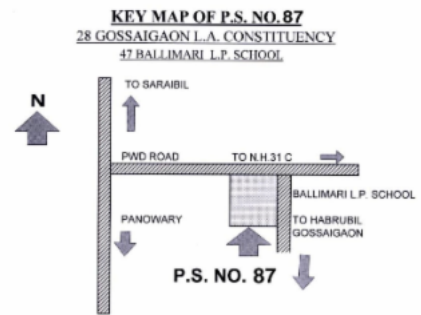 KEY MAP OF P.S. NO. 87
28 GOSSAIGAON L.A. CONSTITUENCY
47 BALLIMARI L.P. SCHOOL
TO SARAIBIL
N
PWD ROAD
TO N.H.31 C
BALLIMARI L.P. SCHOOL
PANOWARY
TO HABRUBIL
GOSSAIGAON
P.S. NO. 87